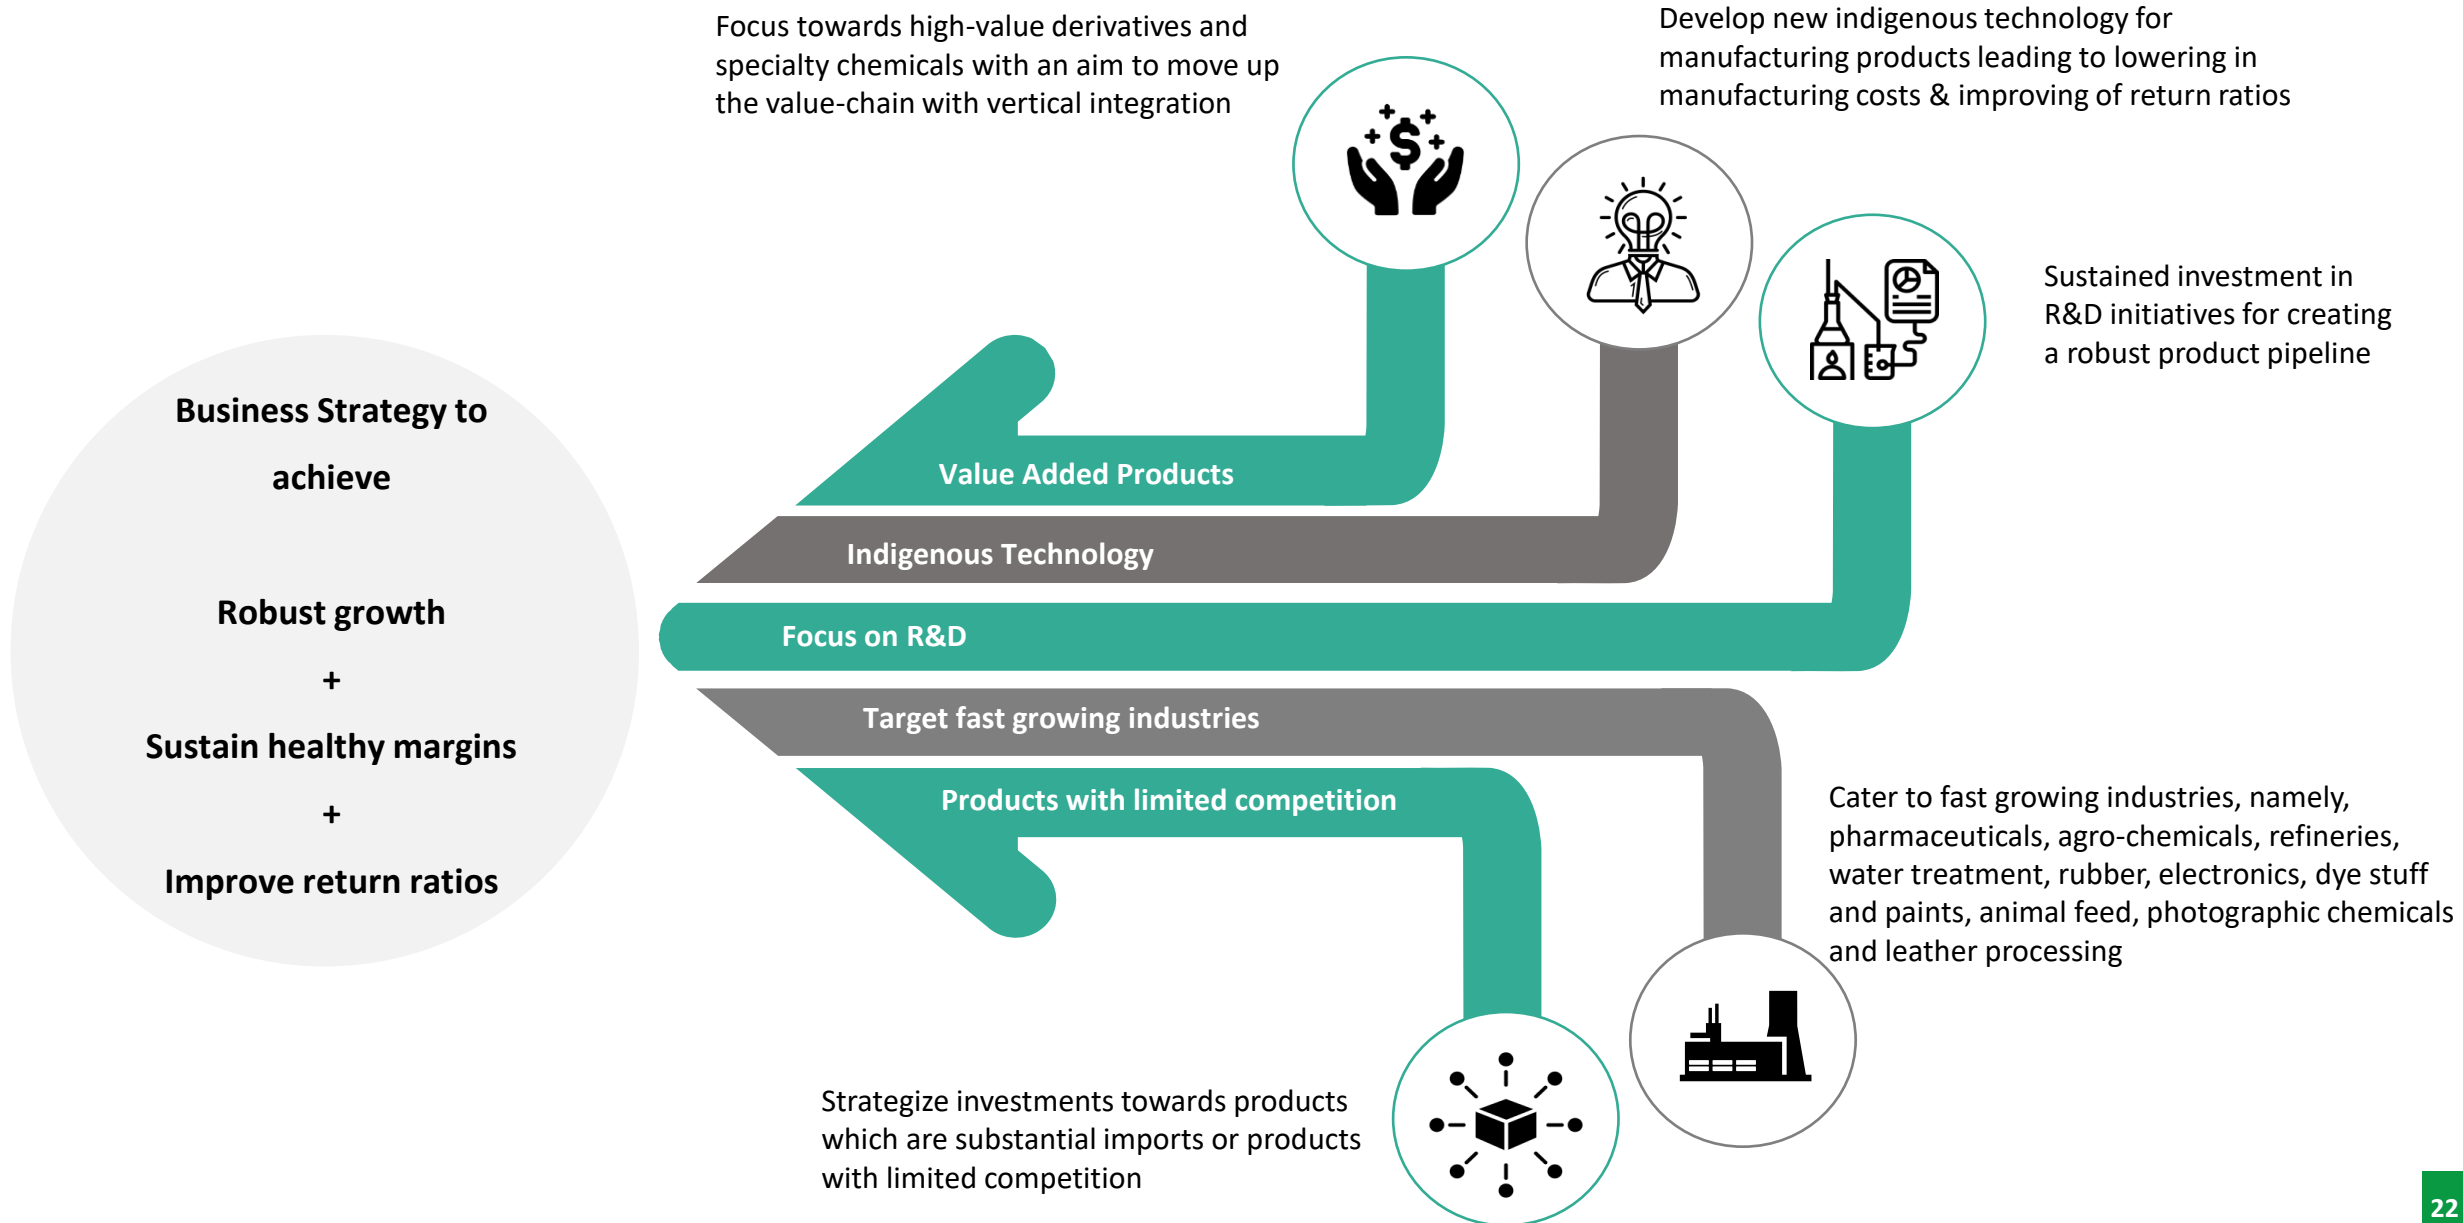 Focus towards high-value derivatives and
specialty chemicals with an aim to move up
the value-chain with vertical integration
Develop new indigenous technology for
manufacturing products leading to lowering in
manufacturing costs & improving of return ratios
Sustained investment in
R&D initiatives for creating
a robust product pipeline
Business Strategy to
achieve
Robust growth
+
Sustain healthy margins
+
Improve return ratios
Value Added Products
Indigenous Technology
Focus on R&D
Target fast growing industries
Products with limited competition
Cater to fast growing industries, namely,
pharmaceuticals, agro-chemicals, refineries,
water treatment, rubber, electronics, dye stuff
and paints, animal feed, photographic chemicals
and leather processing
Strategize investments towards products
which are substantial imports or products
with limited competition
22